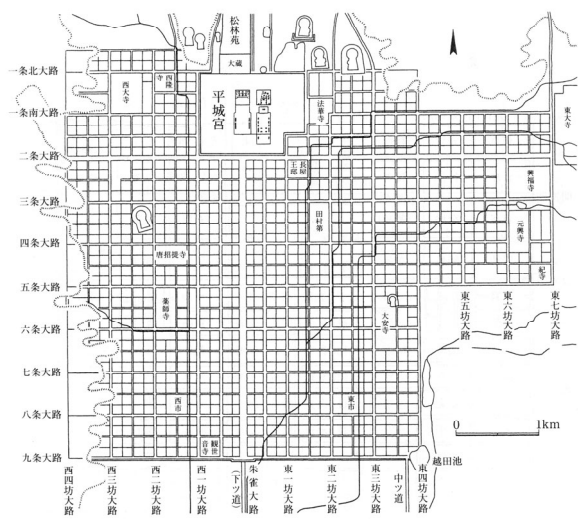 松林苑
大蔵
一条北大路
西大寺
西隆寺
平城宮
法華寺
一条南大路
東大寺
二条大路
長屋王邸
興福寺
三条大路
田村第
元興寺
四条大路
唐招提寺
紀寺
五条大路
薬師寺
大安寺
東五坊大路
東六坊大路
東七坊大路
六条大路
七条大路
西市
東市
八条大路
0 1km
観世音寺
九条大路
越田池
西四坊大路
西三坊大路
西二坊大路
西一坊大路
(下ツ道)
朱雀大路
東一坊大路
東二坊大路
東三坊大路
中ツ道
東四坊大路